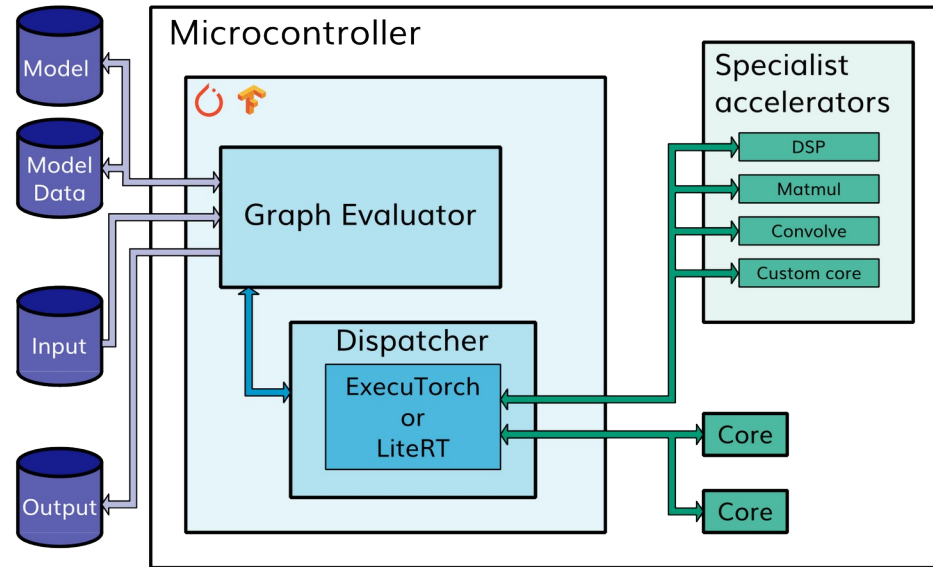 Microcontroller
Model
Model
Data
Input
Output
Graph Evaluator
Dispatcher
ExecuTorch
or
LiteRT
Specialist
accelerators
DSP
Matmul
Convolve
Custom core
Core
Core